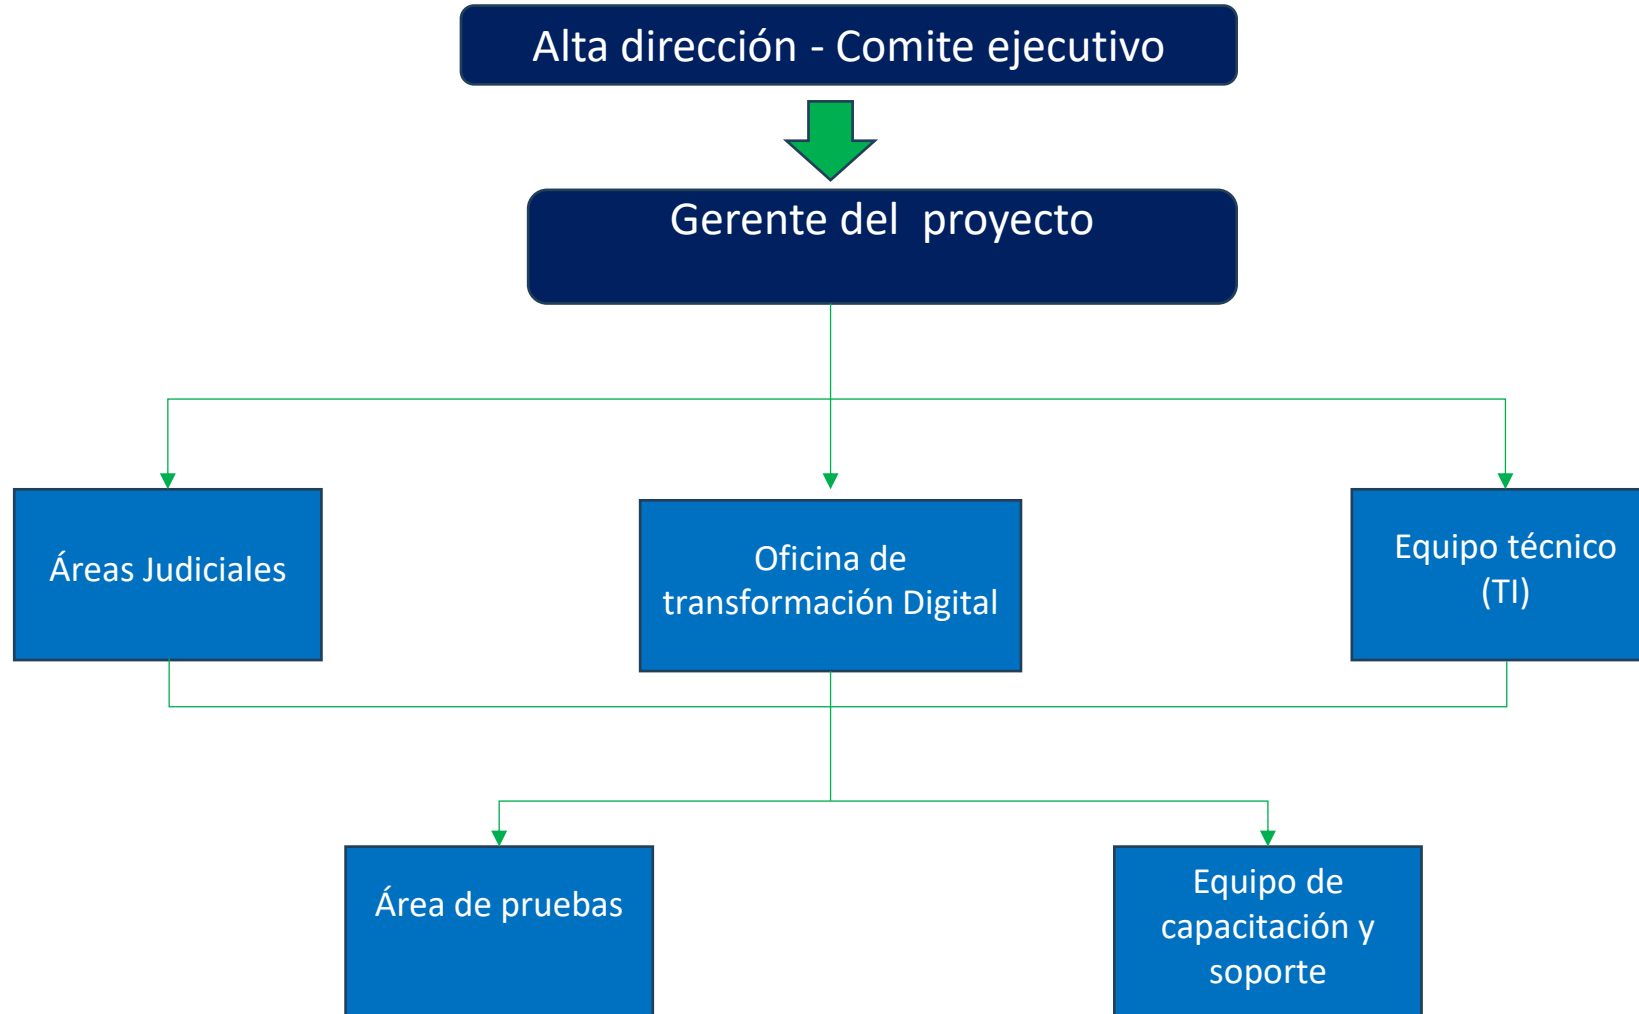 Alta dirección - Comite ejecutivo
Gerente del  proyecto
Áreas Judiciales
Oficina de
transformación Digital
Equipo técnico
(TI)
Área de pruebas
Equipo de
capacitación y
soporte